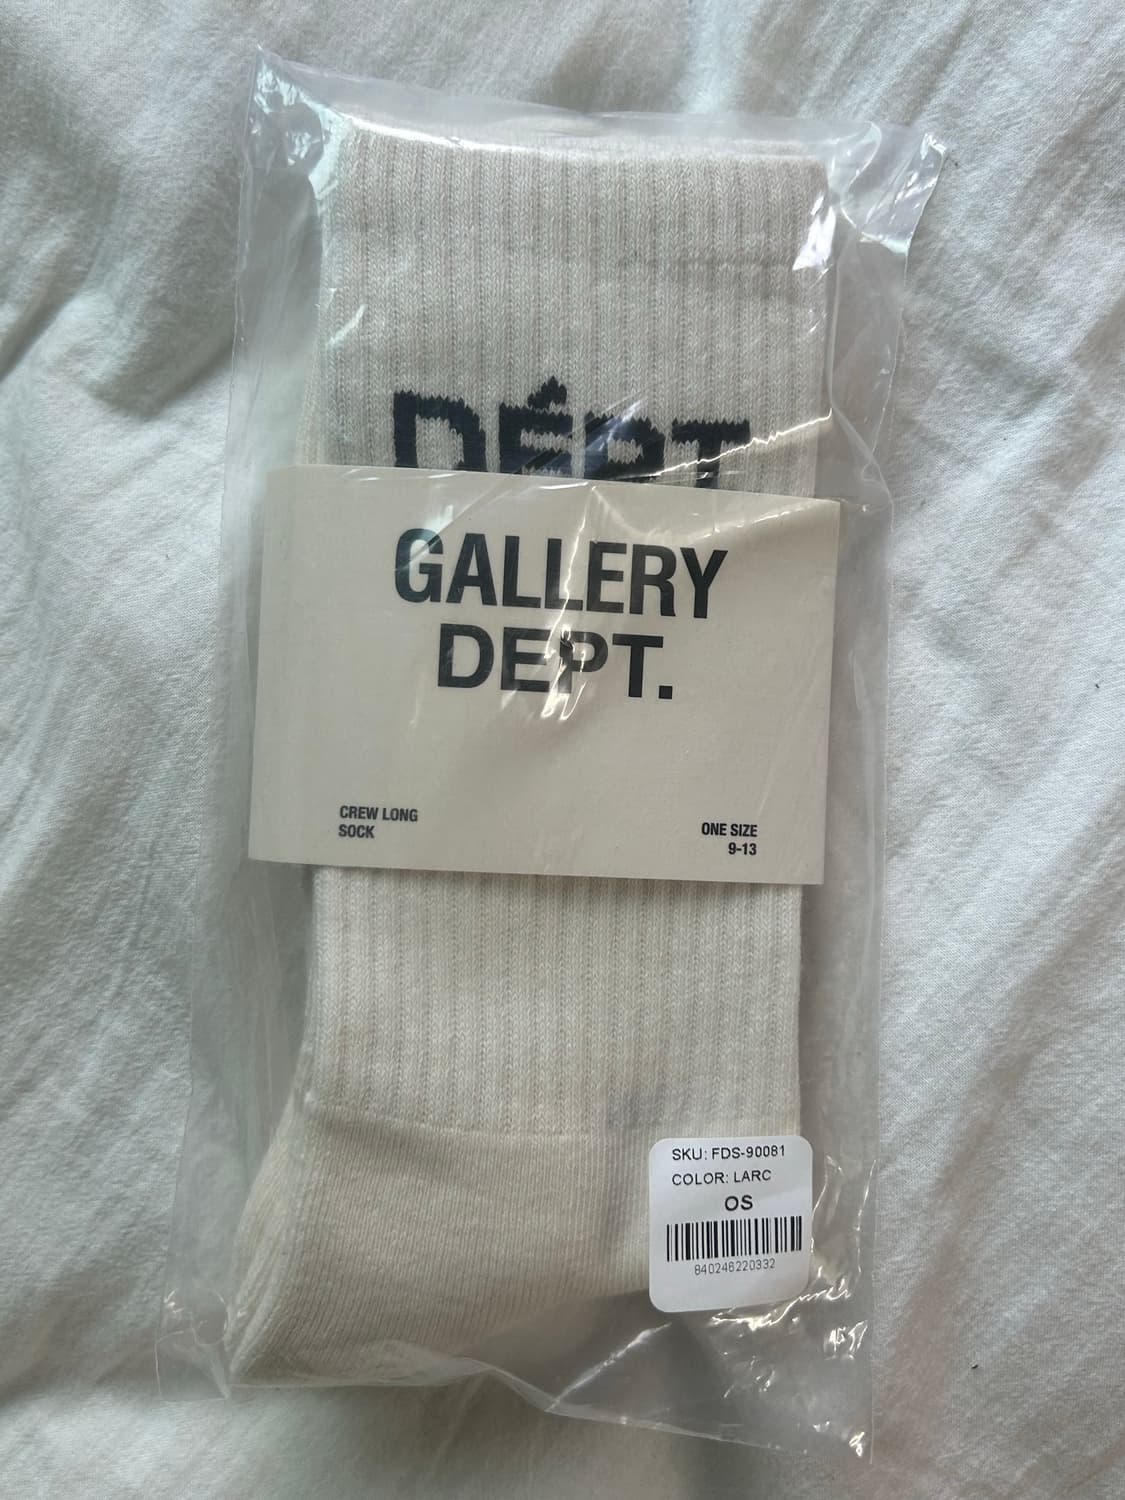 DÉPT
GALLERY
DEPT.
CREW LONG
SOCK
ONE SIZE
9-13
SKU: FDS-90081
COLOR: LARC
OS
840246220332